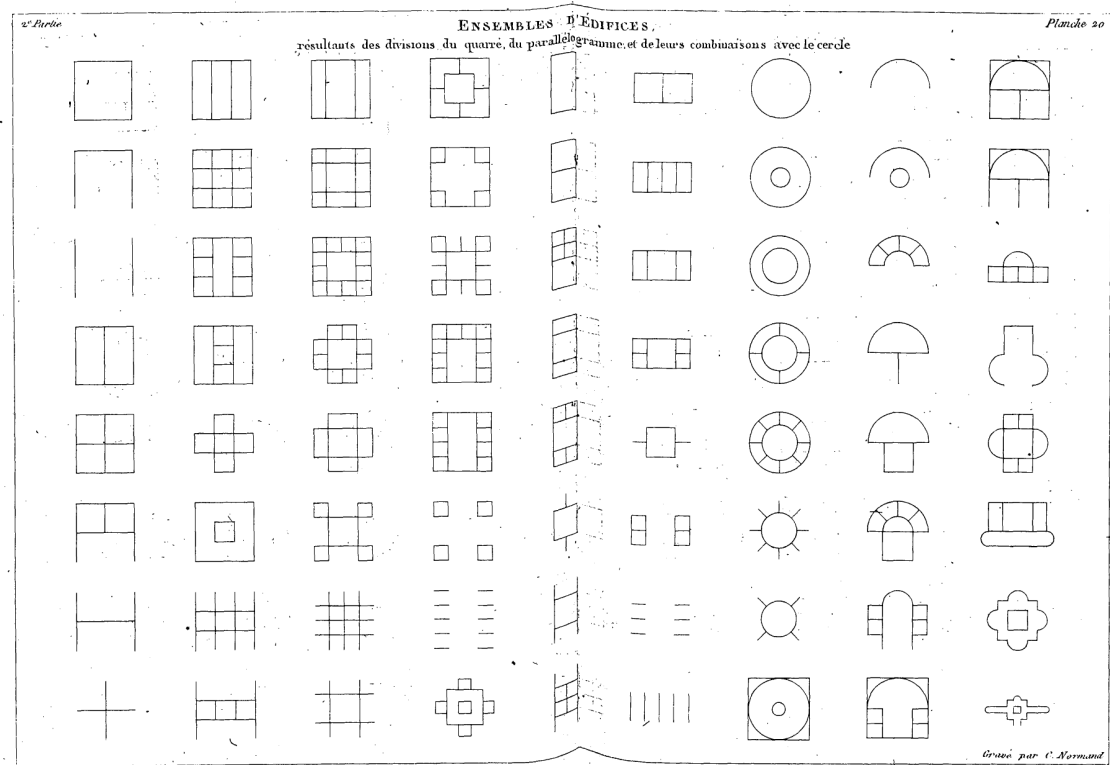 2e Partie
Planche 20
ENSEMBLES D'ÉDIFICES,
résultants des divisions du quarré, du parallélogramme, et de leurs combinaisons avec le cercle
Gravé par C. Normand